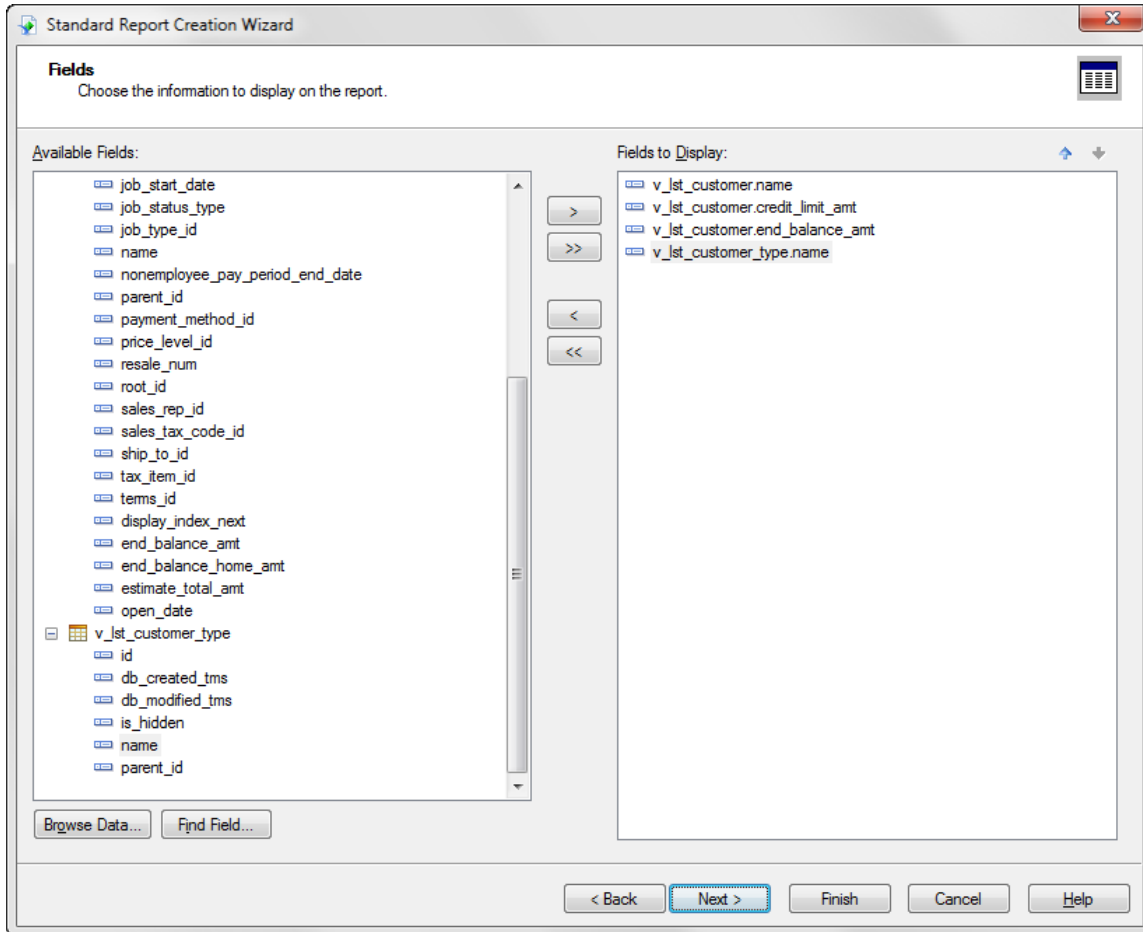 Standard Report Creation Wizard
x
Fields
Choose the information to display on the report.
Available Fields:
job_start_date
job_status_type
job_type_id
name
nonemployee_pay_period_end_date
parent_id
payment_method_id
price_level_id
resale_num
root_id
sales_rep_id
sales_tax_code_id
ship_to_id
tax_item_id
terms_id
display_index_next
end_balance_amt
end_balance_home_amt
estimate_total_amt
open_date
v_lst_customer_type
id
db_created_tms
db_modified_tms
is_hidden
name
parent_id
Browse Data...
Find Field...
>
>>
<
<<
Fields to Display:
v_lst_customer.name
v_lst_customer.credit_limit_amt
v_lst_customer.end_balance_amt
v_lst_customer_type.name
< Back
Next >
Finish
Cancel
Help